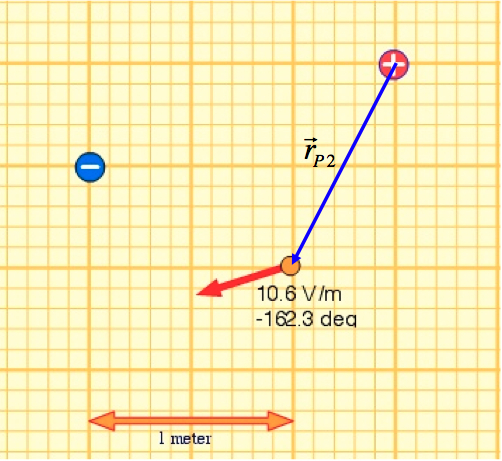 r⃗P2
10.6 V/m
-162.3 deg
1 meter